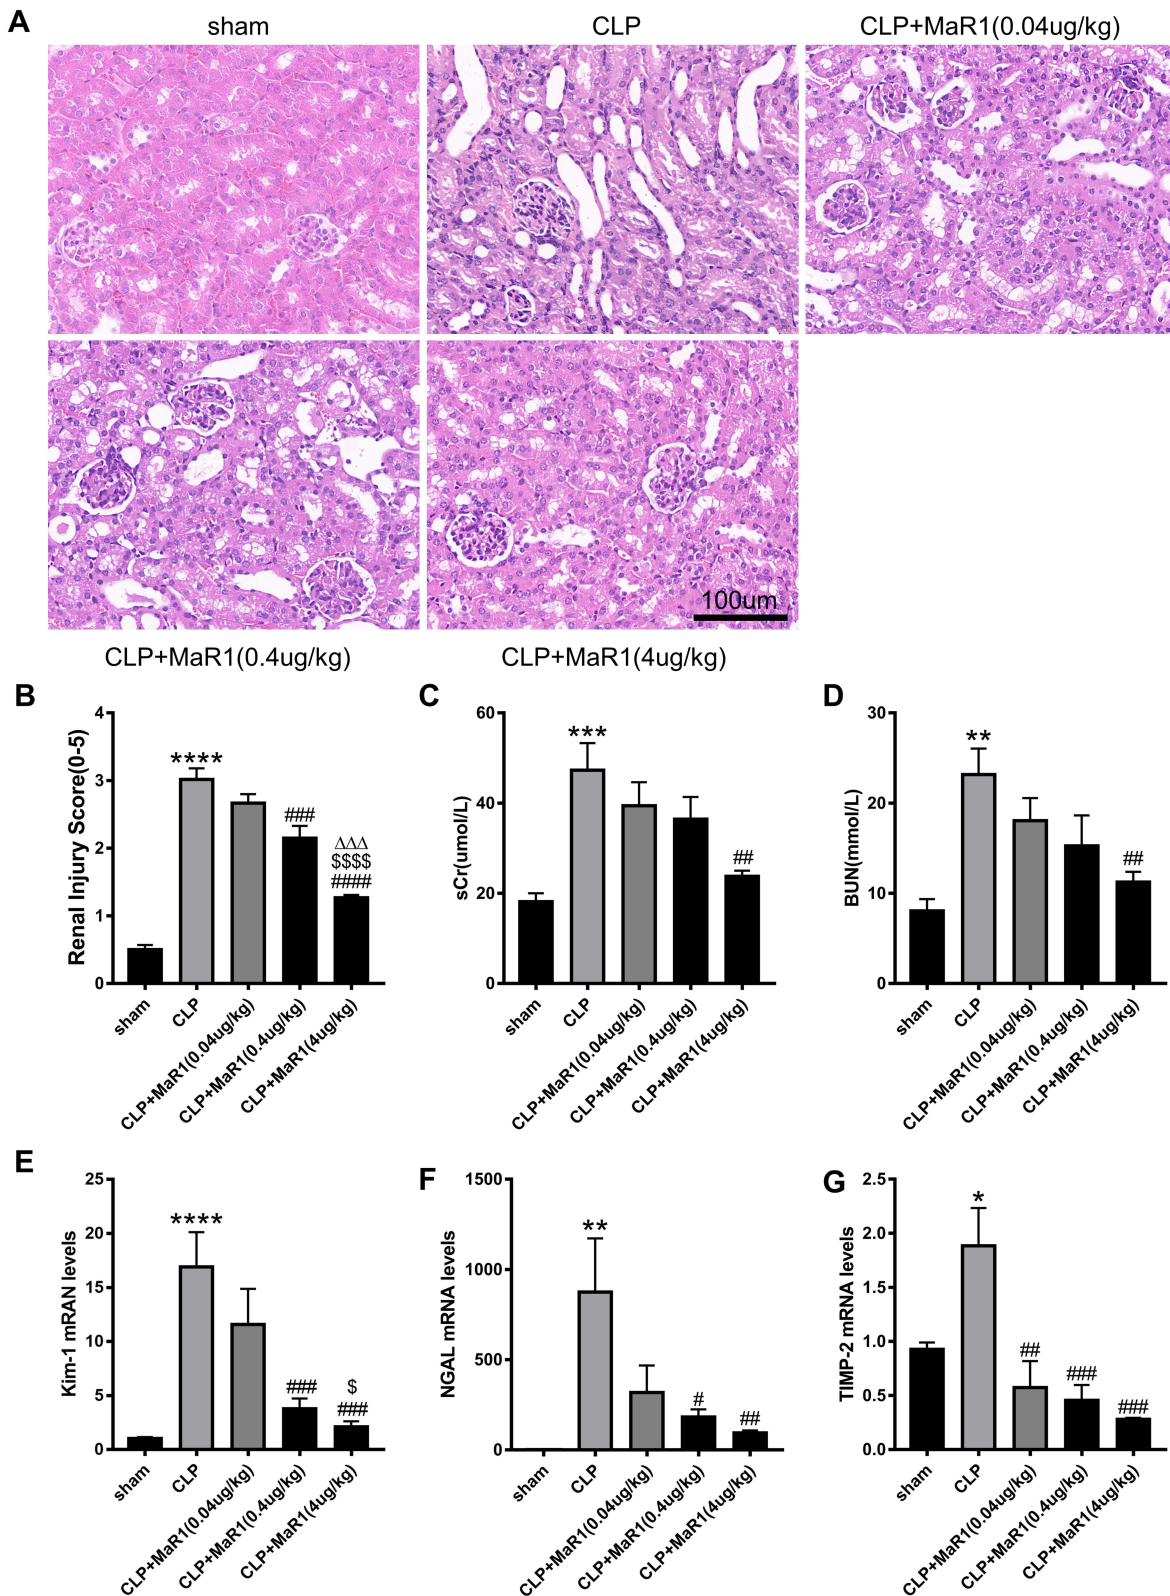 A
sham
CLP
CLP+MaR1(0.04ug/kg)
100um
CLP+MaR1(0.4ug/kg)
CLP+MaR1(4ug/kg)
B
Renal Injury Score(0-5)
4
3
2
1
0
****
###
ΔΔΔ
$$$$
####
sham
CLP
CLP+MaR1(0.04ug/kg)
CLP+MaR1(0.4ug/kg)
CLP+MaR1(4ug/kg)
C
sCr(umol/L)
60
40
20
0
***
##
sham
CLP
CLP+MaR1(0.04ug/kg)
CLP+MaR1(0.4ug/kg)
CLP+MaR1(4ug/kg)
D
BUN(mmol/L)
30
20
10
0
**
##
sham
CLP
CLP+MaR1(0.04ug/kg)
CLP+MaR1(0.4ug/kg)
CLP+MaR1(4ug/kg)
E
Kim-1 mRAN levels
25
20
15
10
5
0
****
###
$
###
sham
CLP
CLP+MaR1(0.04ug/kg)
CLP+MaR1(0.4ug/kg)
CLP+MaR1(4ug/kg)
F
NGAL mRNA levels
1500
1000
500
0
**
#
##
sham
CLP
CLP+MaR1(0.04ug/kg)
CLP+MaR1(0.4ug/kg)
CLP+MaR1(4ug/kg)
G
TIMP-2 mRNA levels
2.5
2.0
1.5
1.0
0.5
0.0
*
##
###
###
sham
CLP
CLP+MaR1(0.04ug/kg)
CLP+MaR1(0.4ug/kg)
CLP+MaR1(4ug/kg)